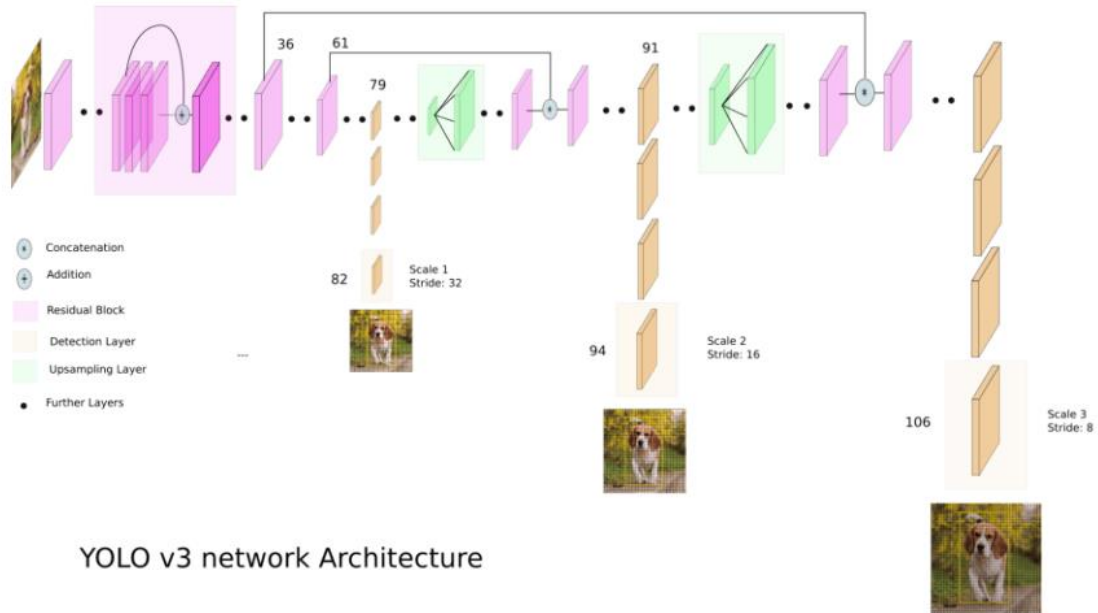 36
61
91
79
Concatenation
Addition
82
Scale 1
Stride: 32
Residual Block
Detection Layer
94
Scale 2
Stride: 16
---
Upsampling Layer
Further Layers
106
Scale 3
Stride: 8
YOLO v3 network Architecture